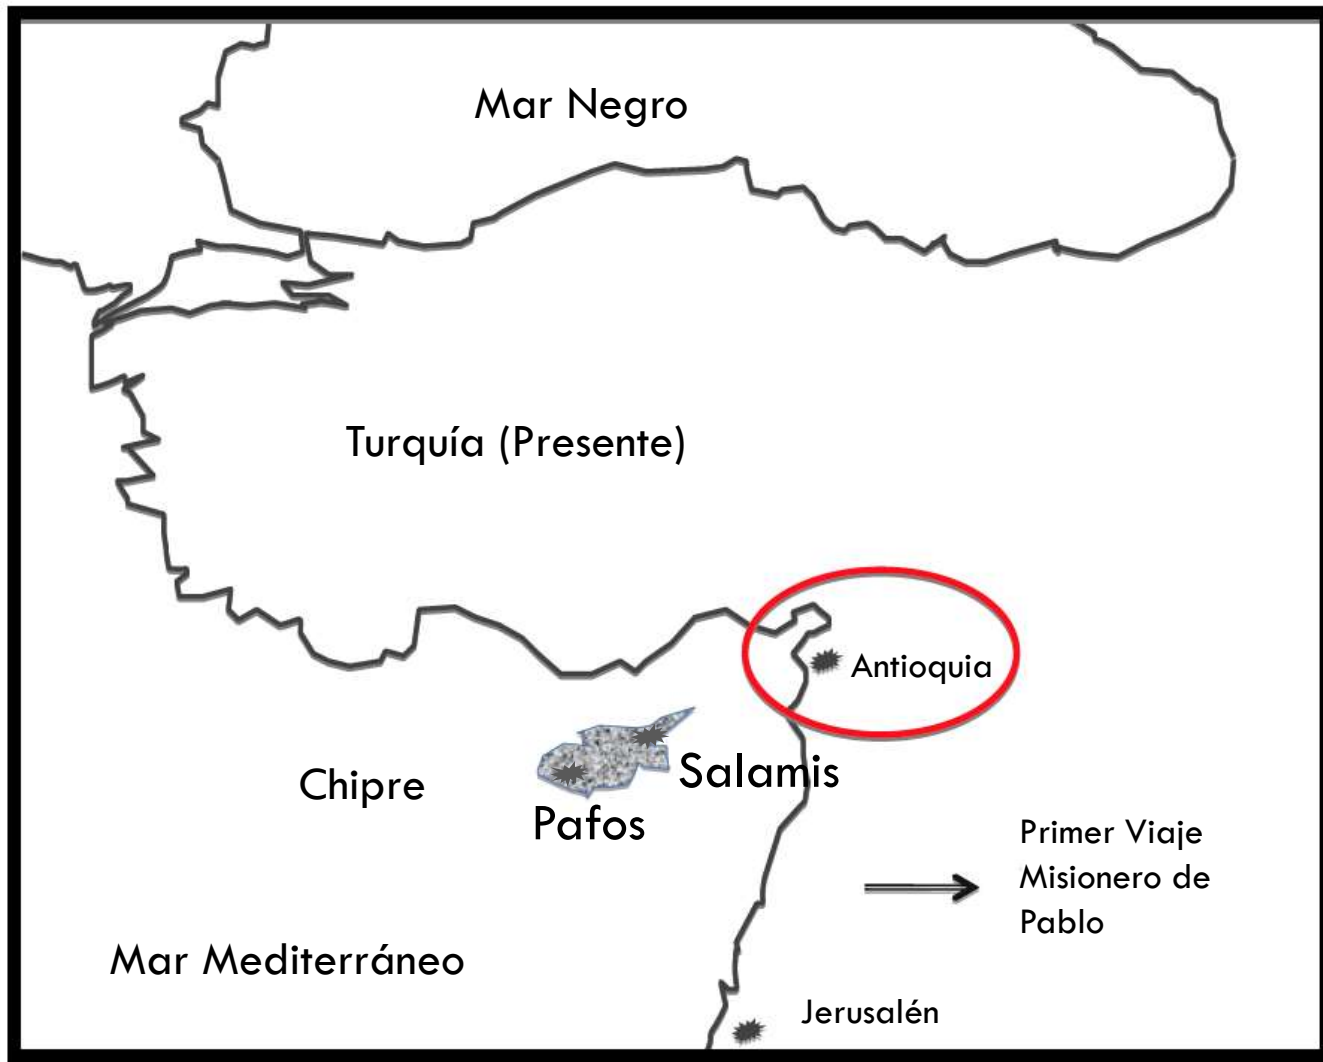 Mar Negro
Turquía (Presente)
Antioquia
Salamis
Chipre
Pafos
Primer Viaje
Misionero de
Pablo
Mar Mediterráneo
Jerusalén